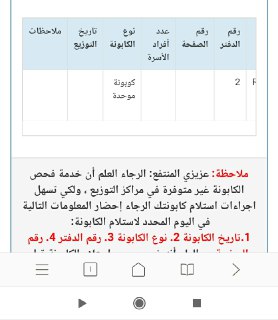 رقم الدفتر
رقم الصفحة
عدد أفراد الأسرة
نوع الكابونة
تاريخ التوزيع
ملاحظات
2
كوبونة موحدة
ملاحظة: عزيزي المنتفع: الرجاء العلم أن خدمة فحص
الكابونة غير متوفرة في مراكز التوزيع ، ولكي تسهل
اجراءات استلام كابونتك الرجاء إحضار المعلومات التالية
في اليوم المحدد لاستلام الكابونة:
1.تاريخ الكابونة 2. نوع الكابونة 3. رقم الدفتر 4. رقم